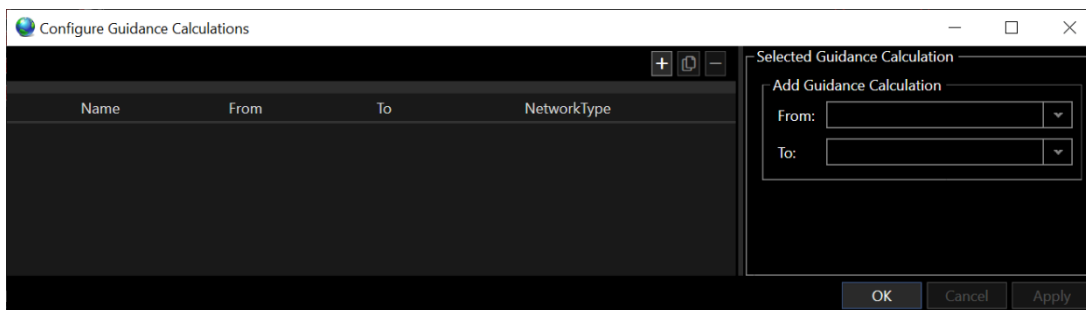 Configure Guidance Calculations
Selected Guidance Calculation
Add Guidance Calculation
Name From To NetworkType
From:
To:
OK Cancel Apply